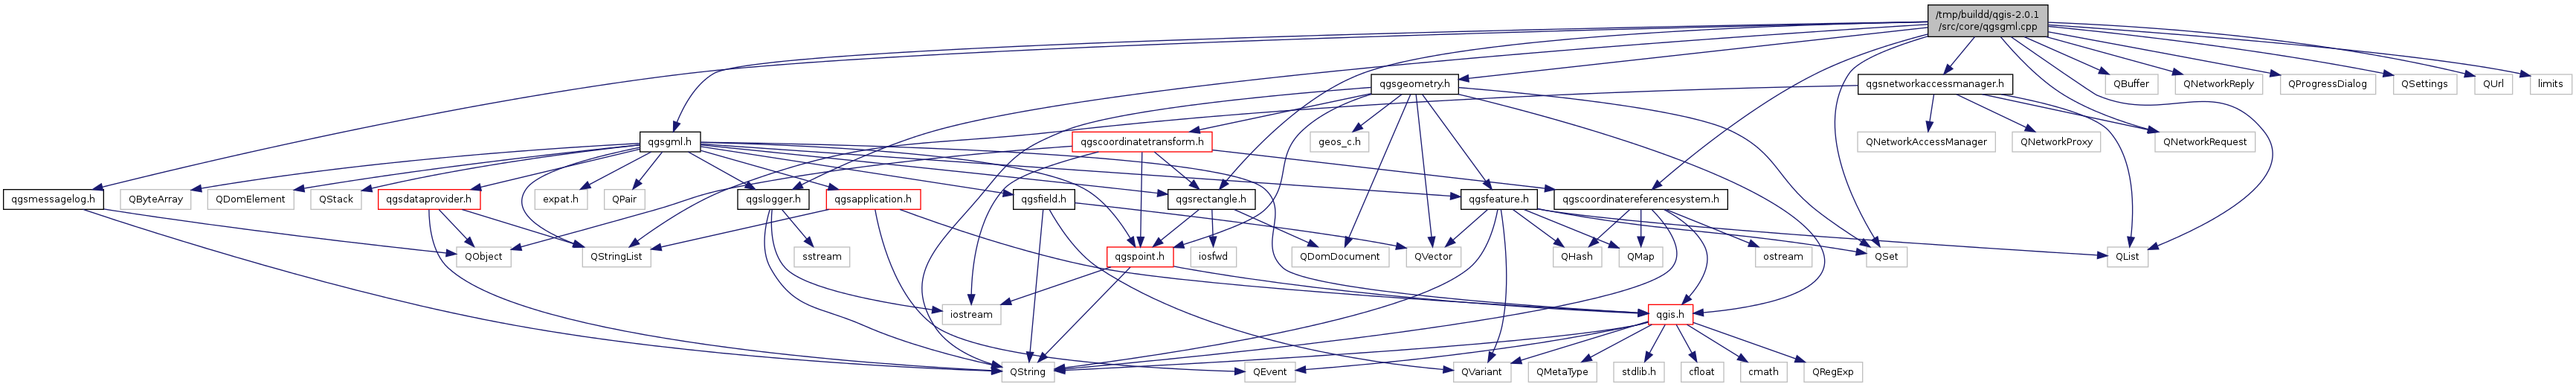 /tmp/buildd/qgis-2.0.1
/src/core/qgsgml.cpp
qgsgeometry.h
qgsnetworkaccessmanager.h
QBuffer
QNetworkReply
QProgressDialog
QSettings
QUrl
limits
qgsgml.h
qgscoordinatetransform.h
geos_c.h
QNetworkAccessManager
QNetworkProxy
QNetworkRequest
qgsmessagelog.h
QByteArray
QDomElement
QStack
qgsdataprovider.h
expat.h
QPair
qgslogger.h
qgsapplication.h
qgsfield.h
qgsrectangle.h
qgsfeature.h
qgscoordinatereferencesystem.h
QObject
QStringList
sstream
qgspoint.h
iosfwd
QDomDocument
QVector
QHash
QMap
ostream
QSet
QList
iostream
qgis.h
QString
QEvent
QVariant
QMetaType
stdlib.h
cfloat
cmath
QRegExp